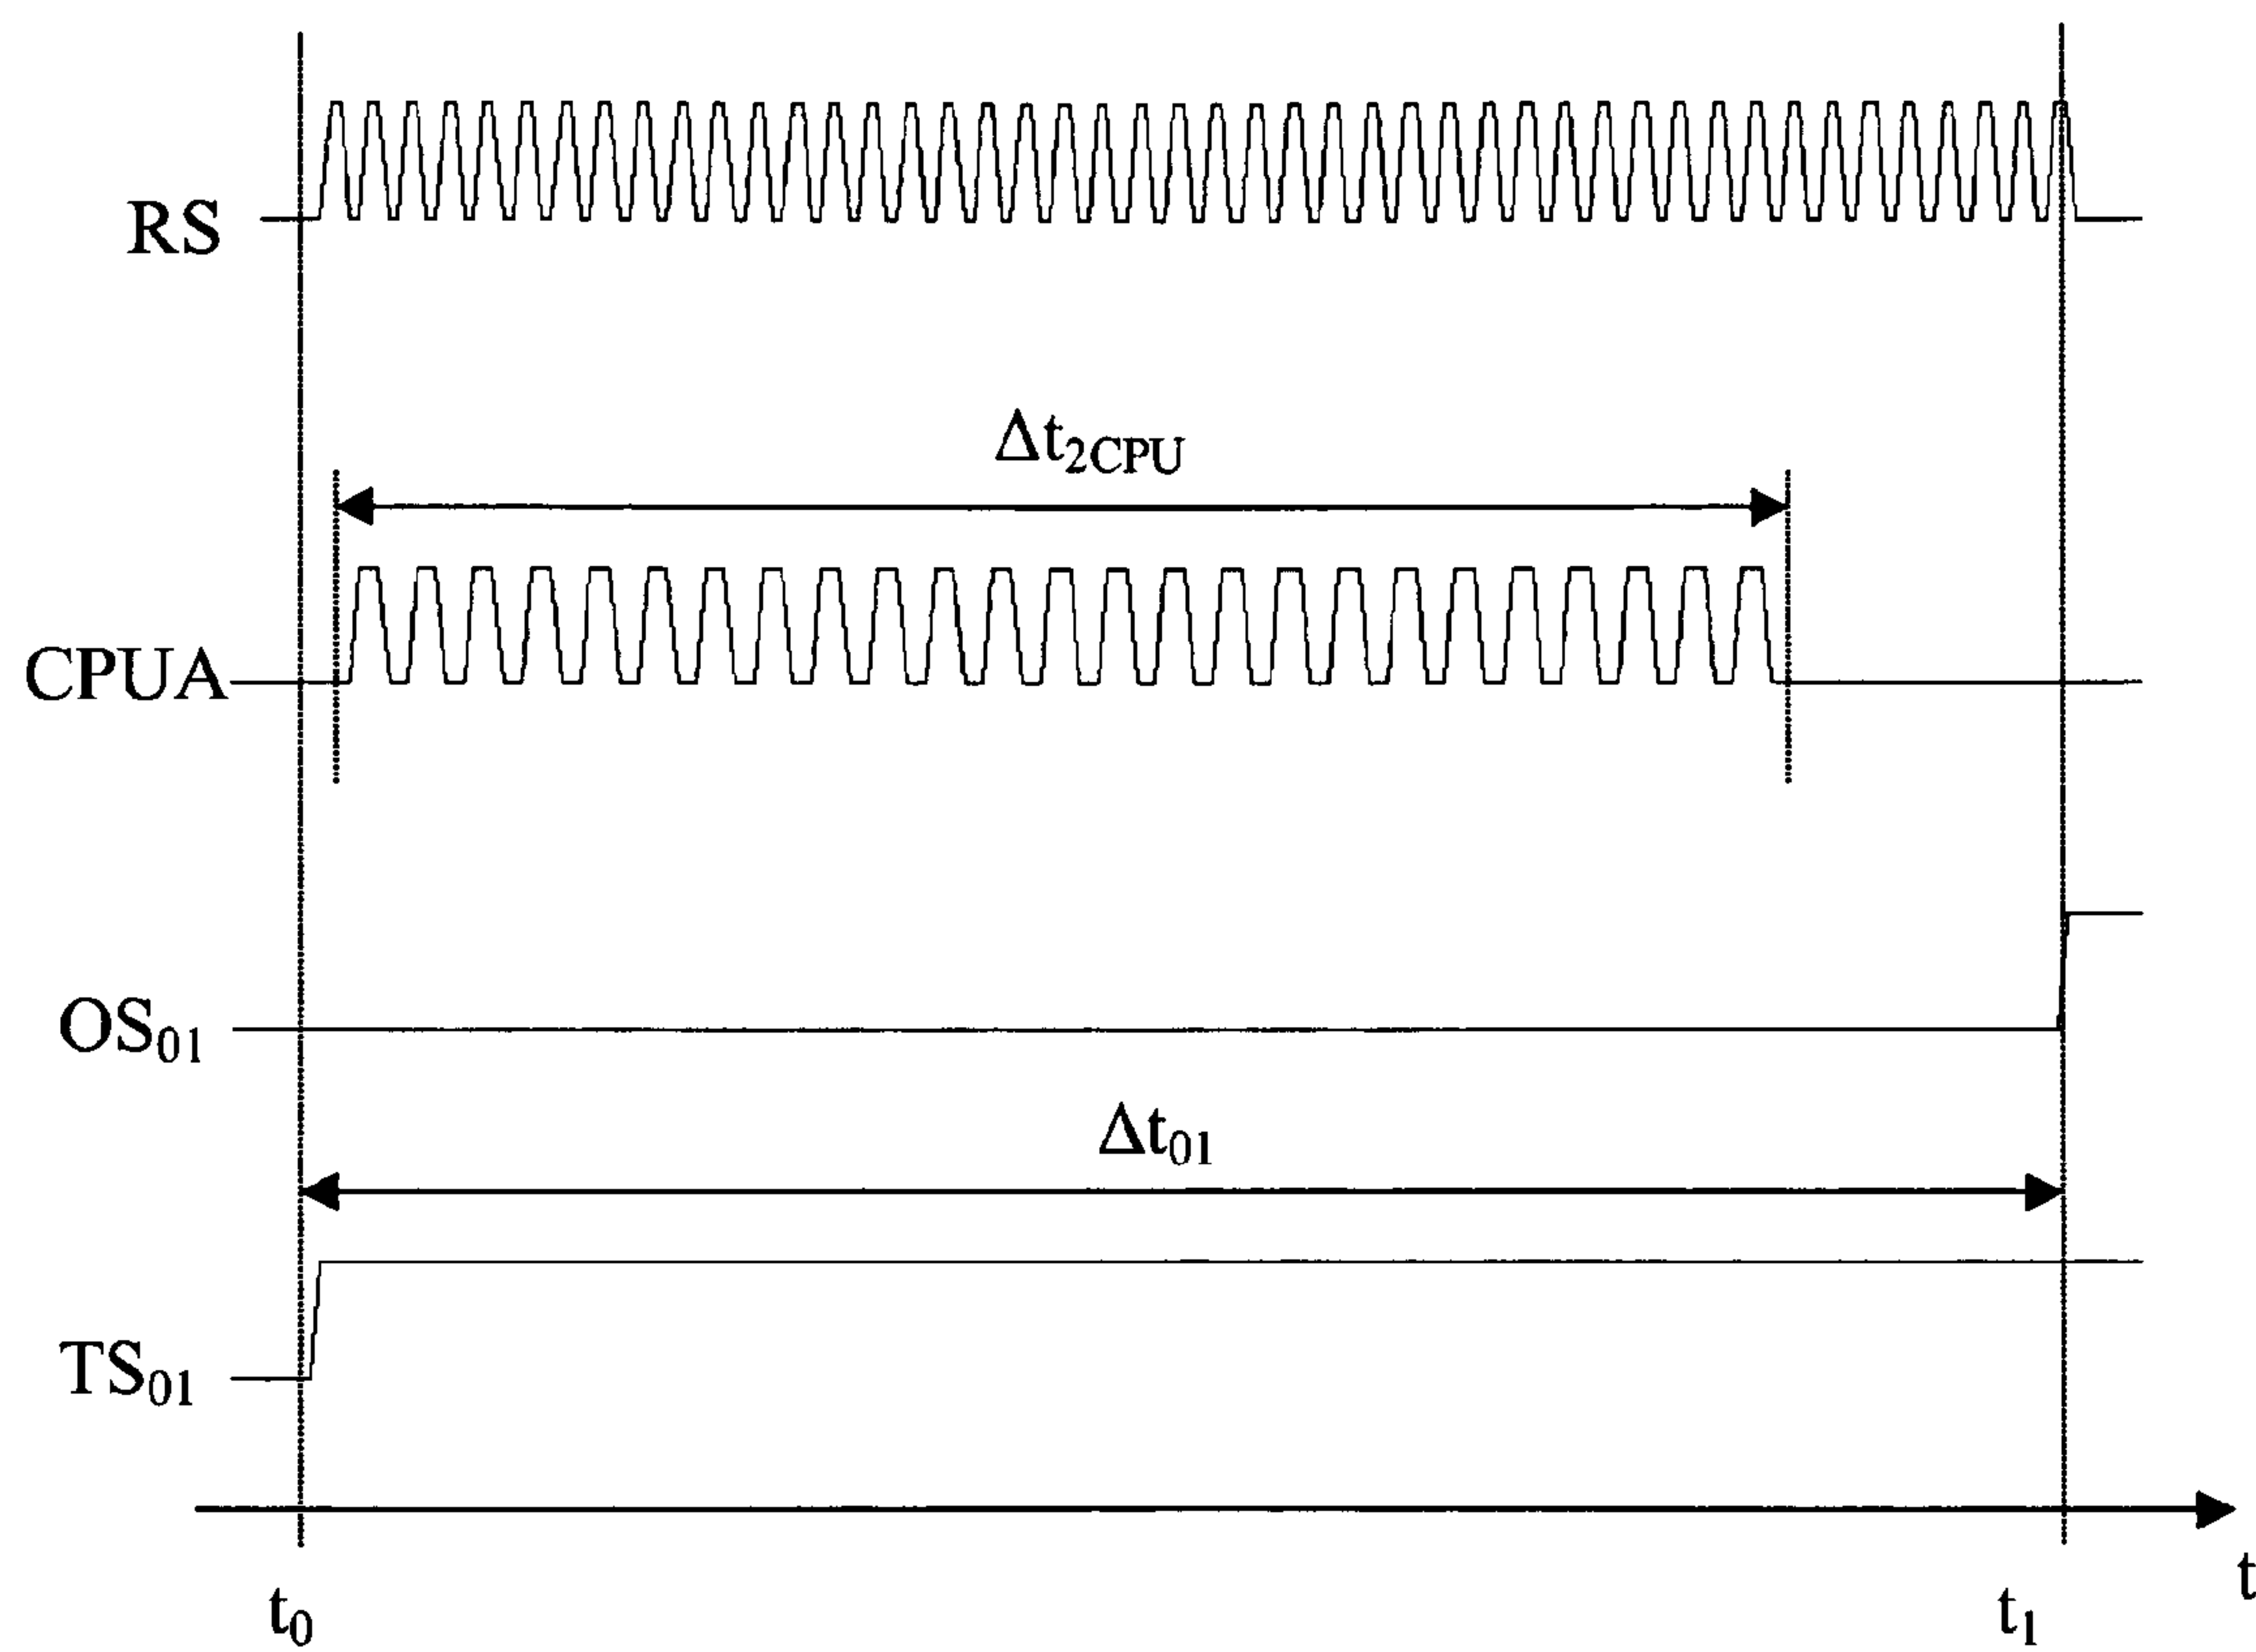 RS
Δt2CPU
CPUA
OS01
Δt01
TS01
t
t0
t1